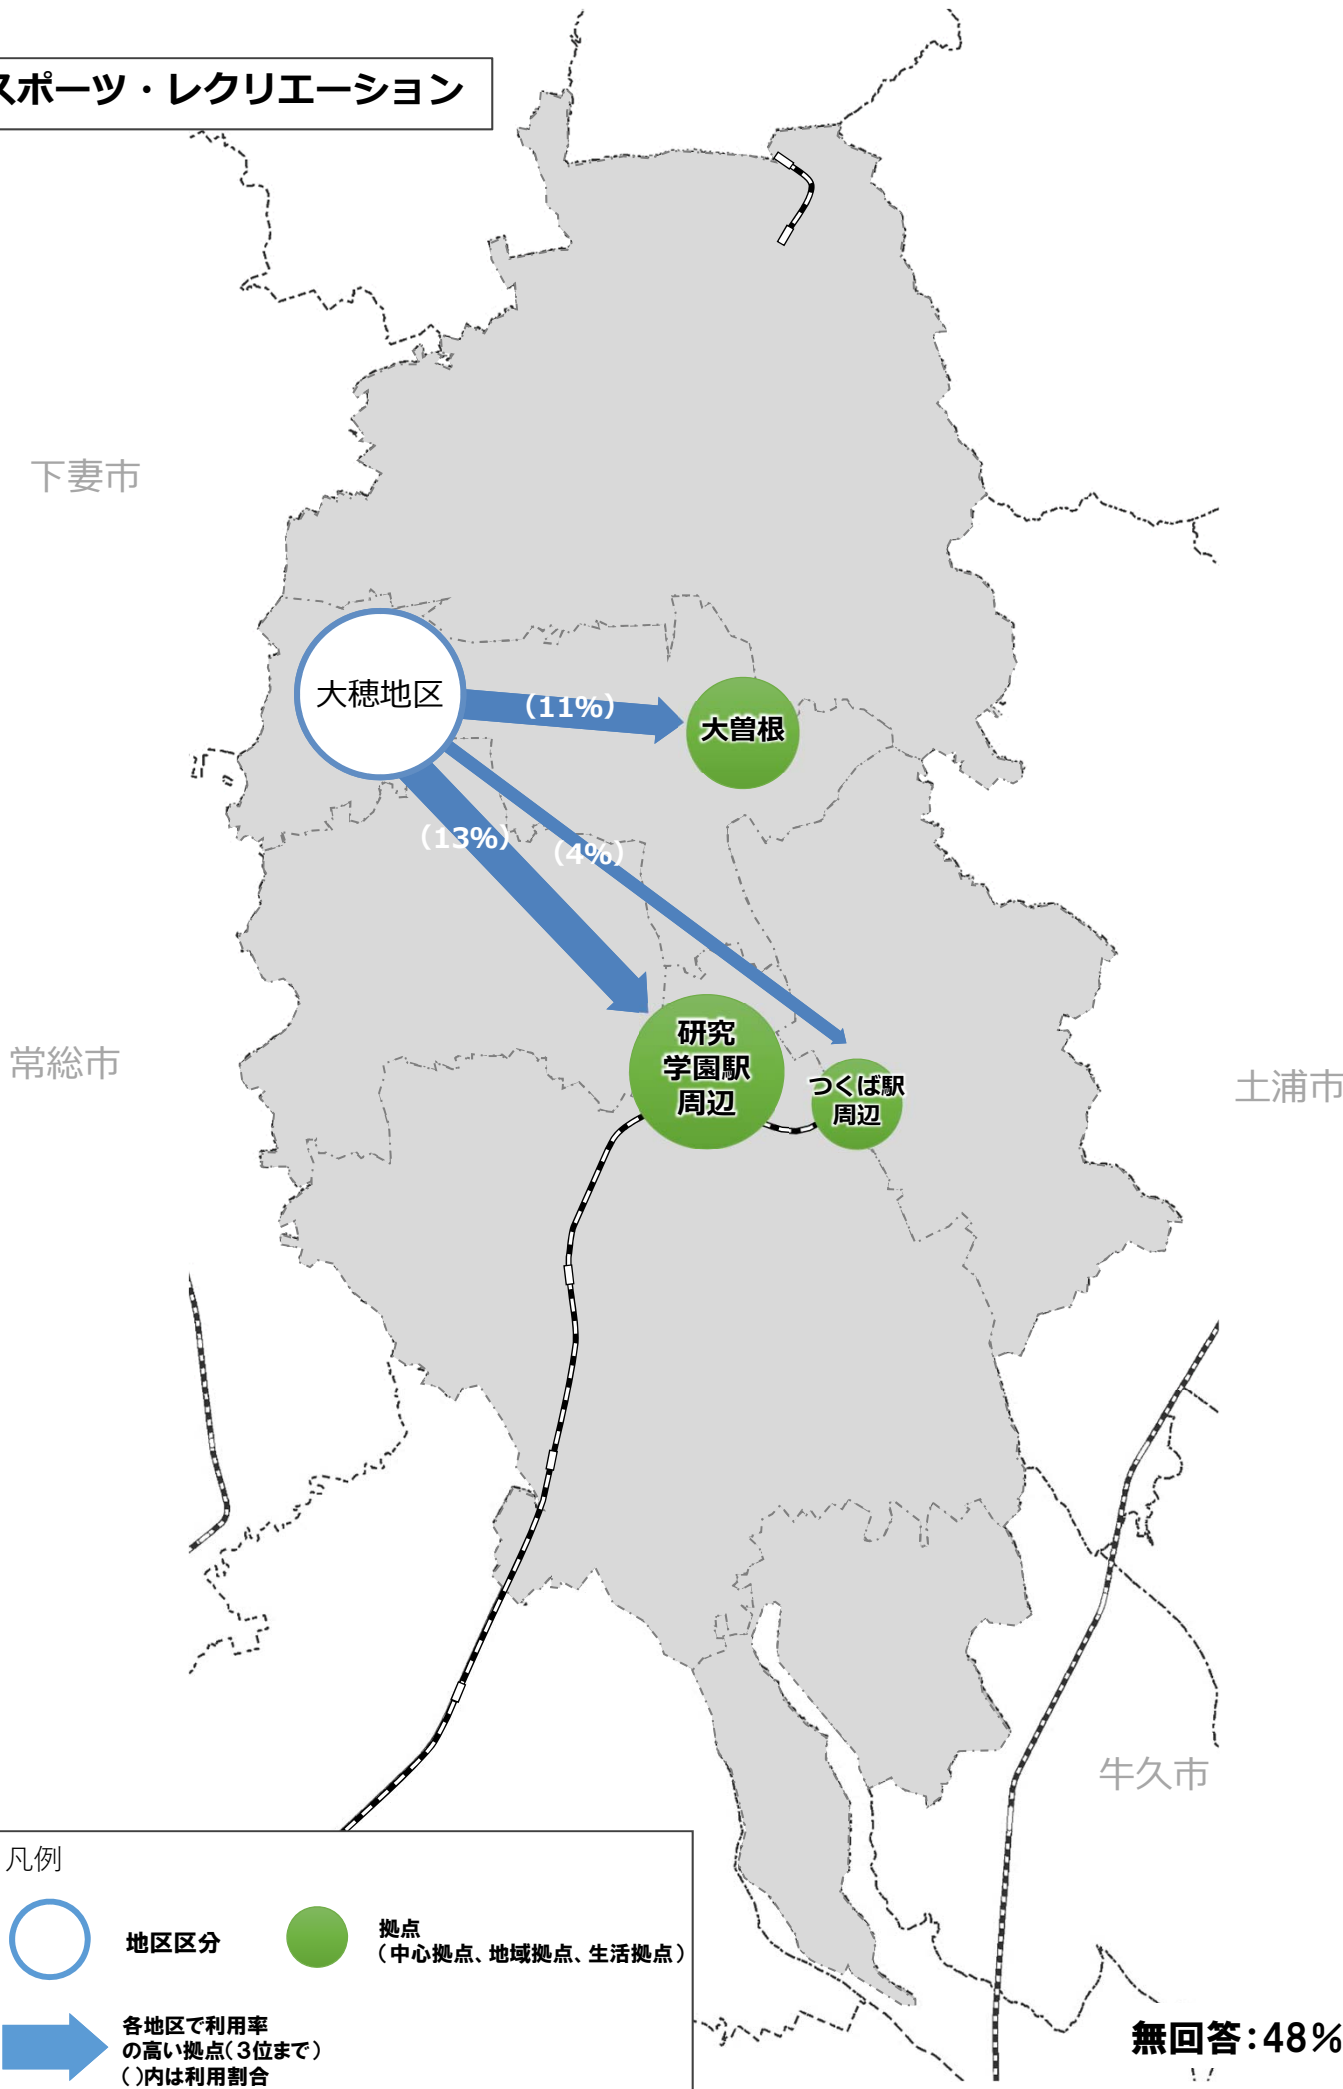 スポーツ・レクリエーション
下妻市
大穂地区
(11%)
大曽根
(13%)
(4%)
研究
学園駅
周辺
つくば駅
周辺
常総市
土浦市
牛久市
凡例
地区区分
拠点
(中心拠点、地域拠点、生活拠点)
各地区で利用率
の高い拠点(3位まで)
( )内は利用割合
無回答:48%